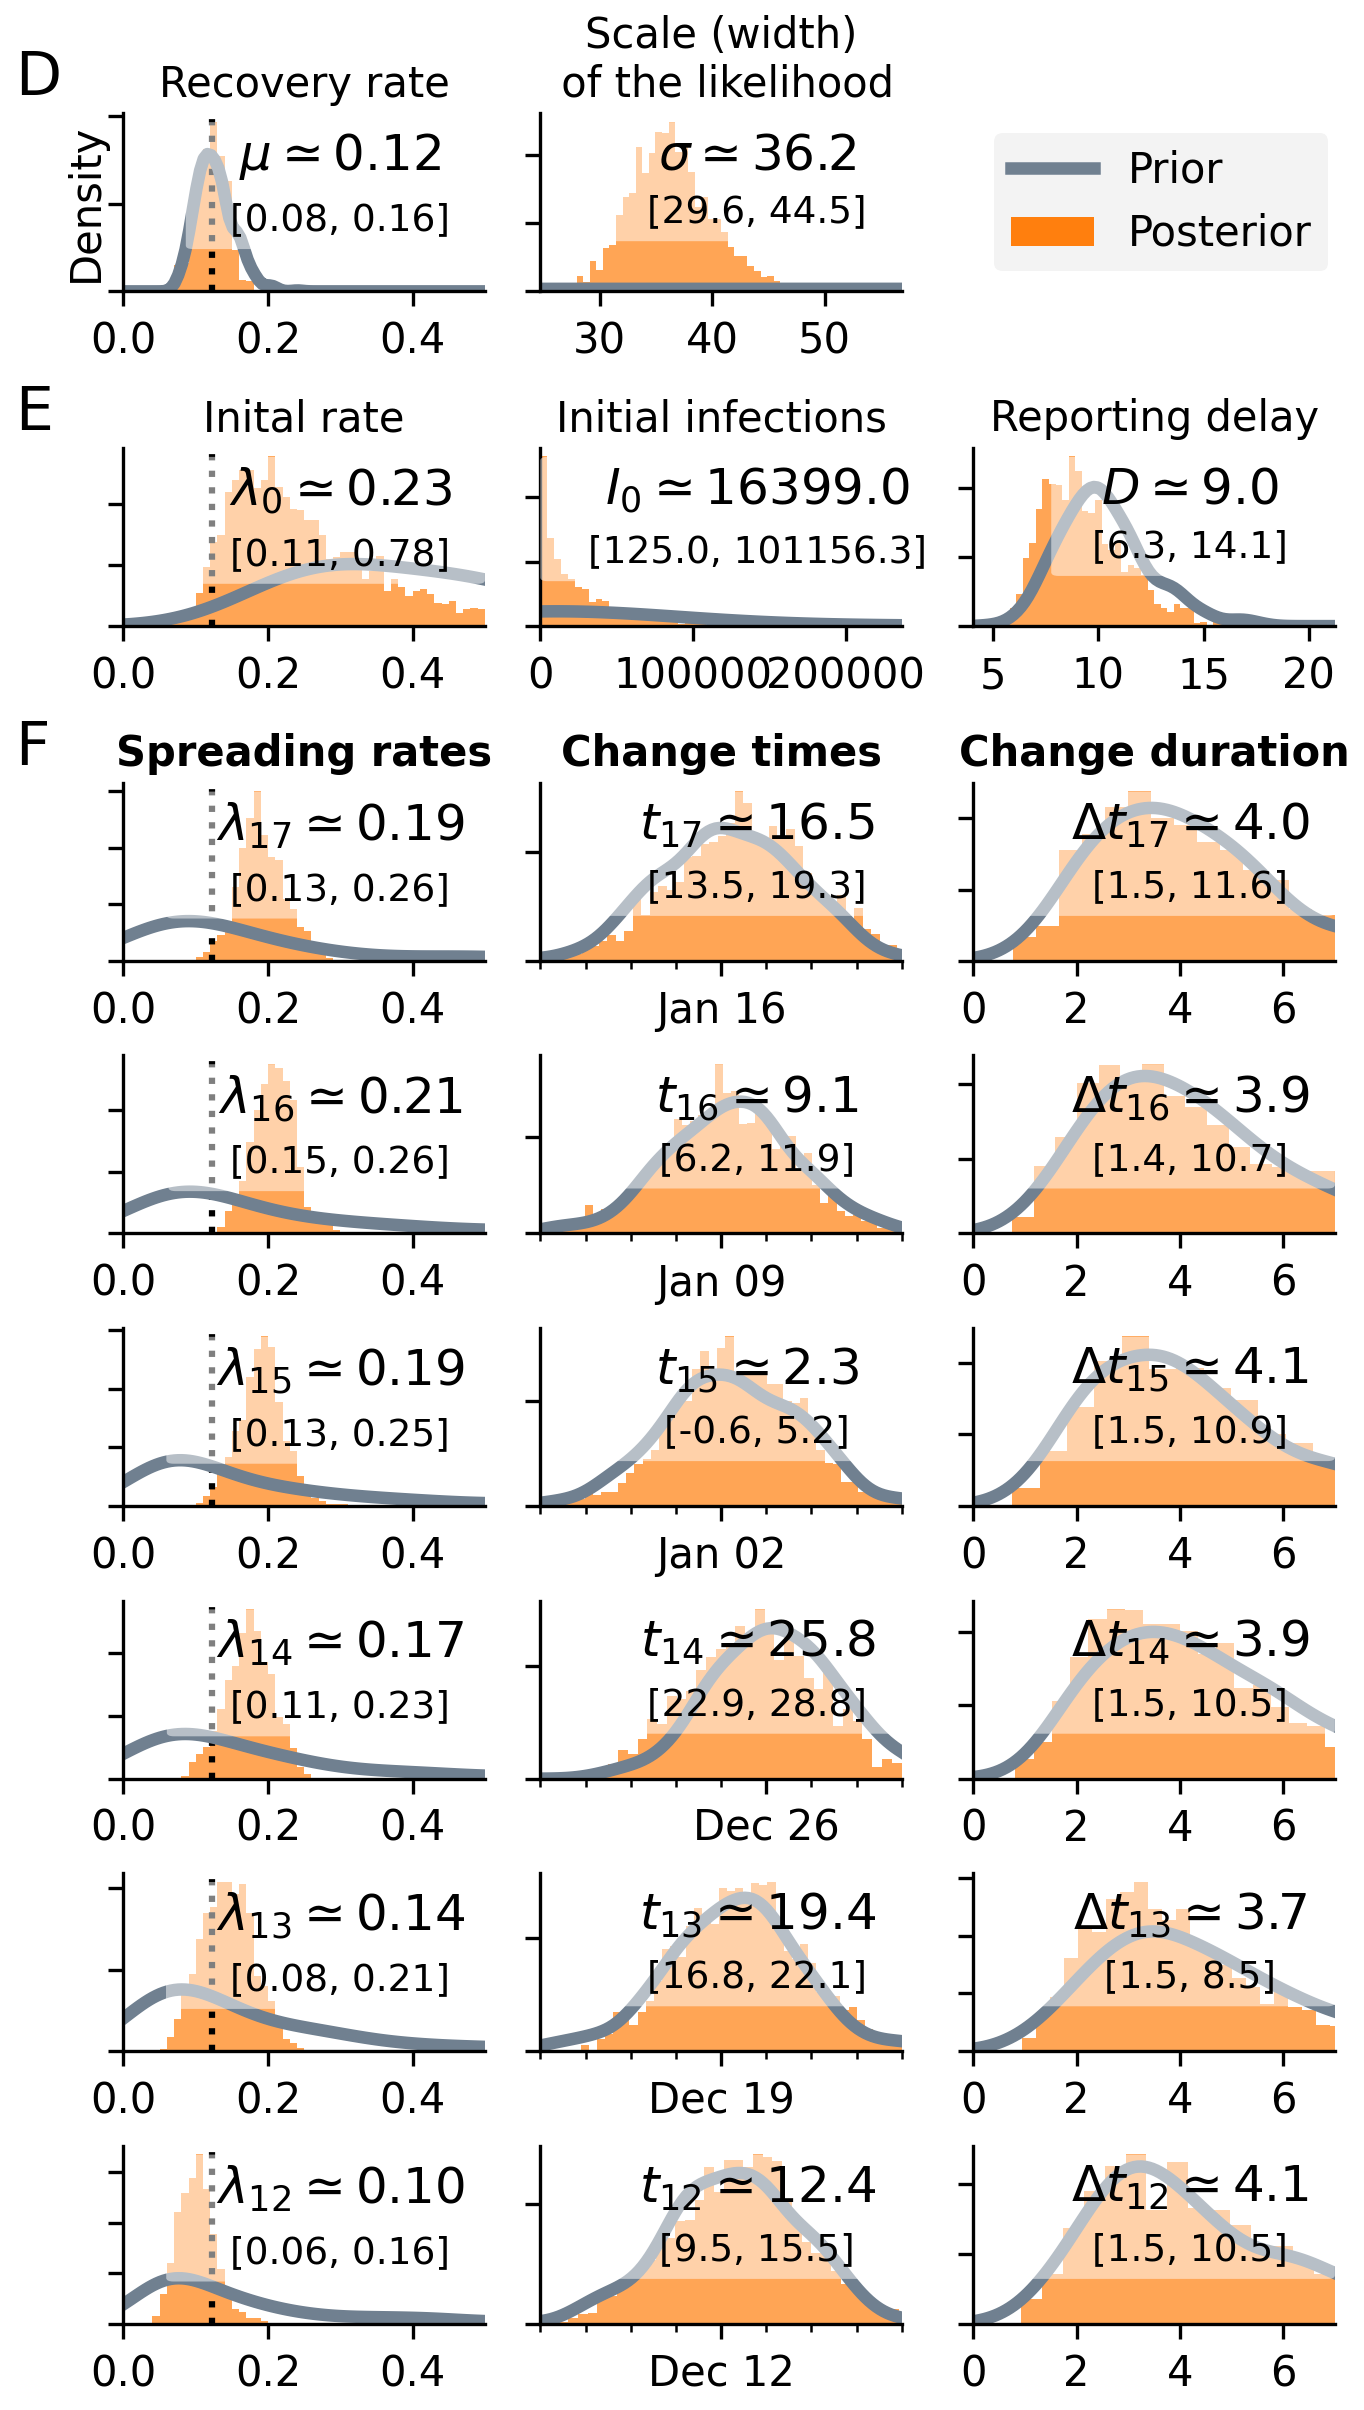 D
Recovery rate
Scale (width)
of the likelihood
Density
μ ≃ 0.12
[0.08, 0.16]
0.0 0.2 0.4
σ ≃ 36.2
[29.6, 44.5]
30 40 50
Prior
Posterior
E
Inital rate
λ0 ≃ 0.23
[0.11, 0.78]
0.0 0.2 0.4
Initial infections
I0 ≃ 16399.0
[125.0, 101156.3]
0 100000 200000
Reporting delay
D ≃ 9.0
[6.3, 14.1]
5 10 15 20
F
Spreading rates
Change times
Change duration
λ17 ≃ 0.19
[0.13, 0.26]
0.0 0.2 0.4
t17 ≃ 16.5
[13.5, 19.3]
Jan 16
Δt17 ≃ 4.0
[1.5, 11.6]
0 2 4 6
λ16 ≃ 0.21
[0.15, 0.26]
0.0 0.2 0.4
t16 ≃ 9.1
[6.2, 11.9]
Jan 09
Δt16 ≃ 3.9
[1.4, 10.7]
0 2 4 6
λ15 ≃ 0.19
[0.13, 0.25]
0.0 0.2 0.4
t15 ≃ 2.3
[-0.6, 5.2]
Jan 02
Δt15 ≃ 4.1
[1.5, 10.9]
0 2 4 6
λ14 ≃ 0.17
[0.11, 0.23]
0.0 0.2 0.4
t14 ≃ 25.8
[22.9, 28.8]
Dec 26
Δt14 ≃ 3.9
[1.5, 10.5]
0 2 4 6
λ13 ≃ 0.14
[0.08, 0.21]
0.0 0.2 0.4
t13 ≃ 19.4
[16.8, 22.1]
Dec 19
Δt13 ≃ 3.7
[1.5, 8.5]
0 2 4 6
λ12 ≃ 0.10
[0.06, 0.16]
0.0 0.2 0.4
t12 ≃ 12.4
[9.5, 15.5]
Dec 12
Δt12 ≃ 4.1
[1.5, 10.5]
0 2 4 6